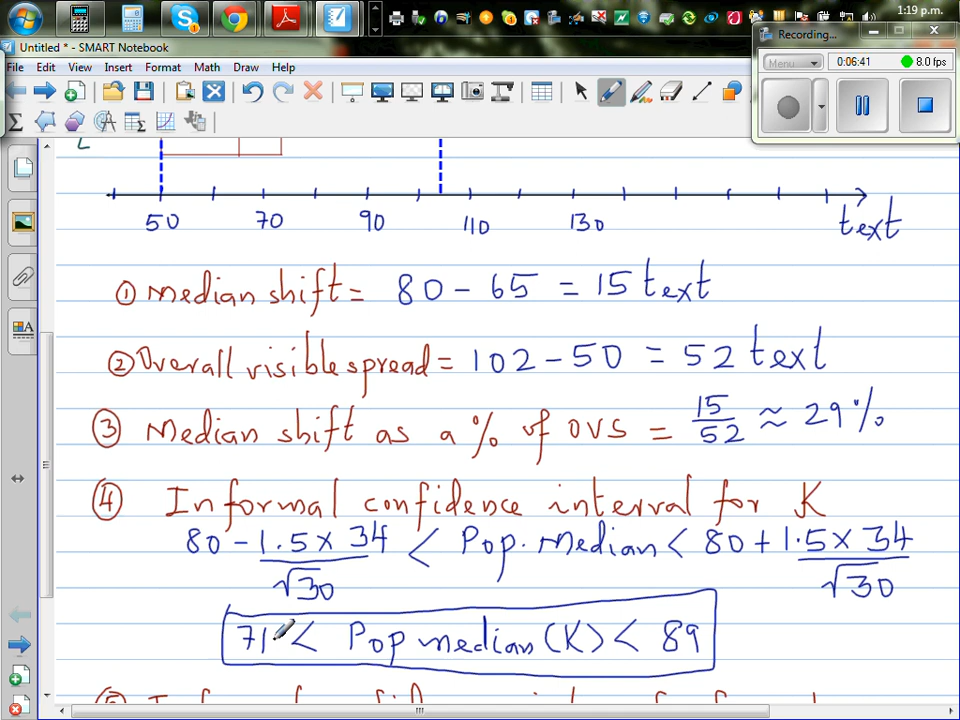 1:19 p.m.
Untitled * - SMART Notebook
Recording...
File Edit View Insert Format Math Draw Help
Menu 0:06:41 8.0 fps
50 70 90 110 130 text
① Median shift = 80 - 65 = 15 text
② Overall visible spread = 102 - 50 = 52 text
③ Median shift as a % of OVS = 15/52 ≈ 29%
④ Informal confidence interval for K
80 - 1.5 x 34/√30 < Pop. Median < 80 + 1.5 x 34/√30
71 < Pop median (K) < 89